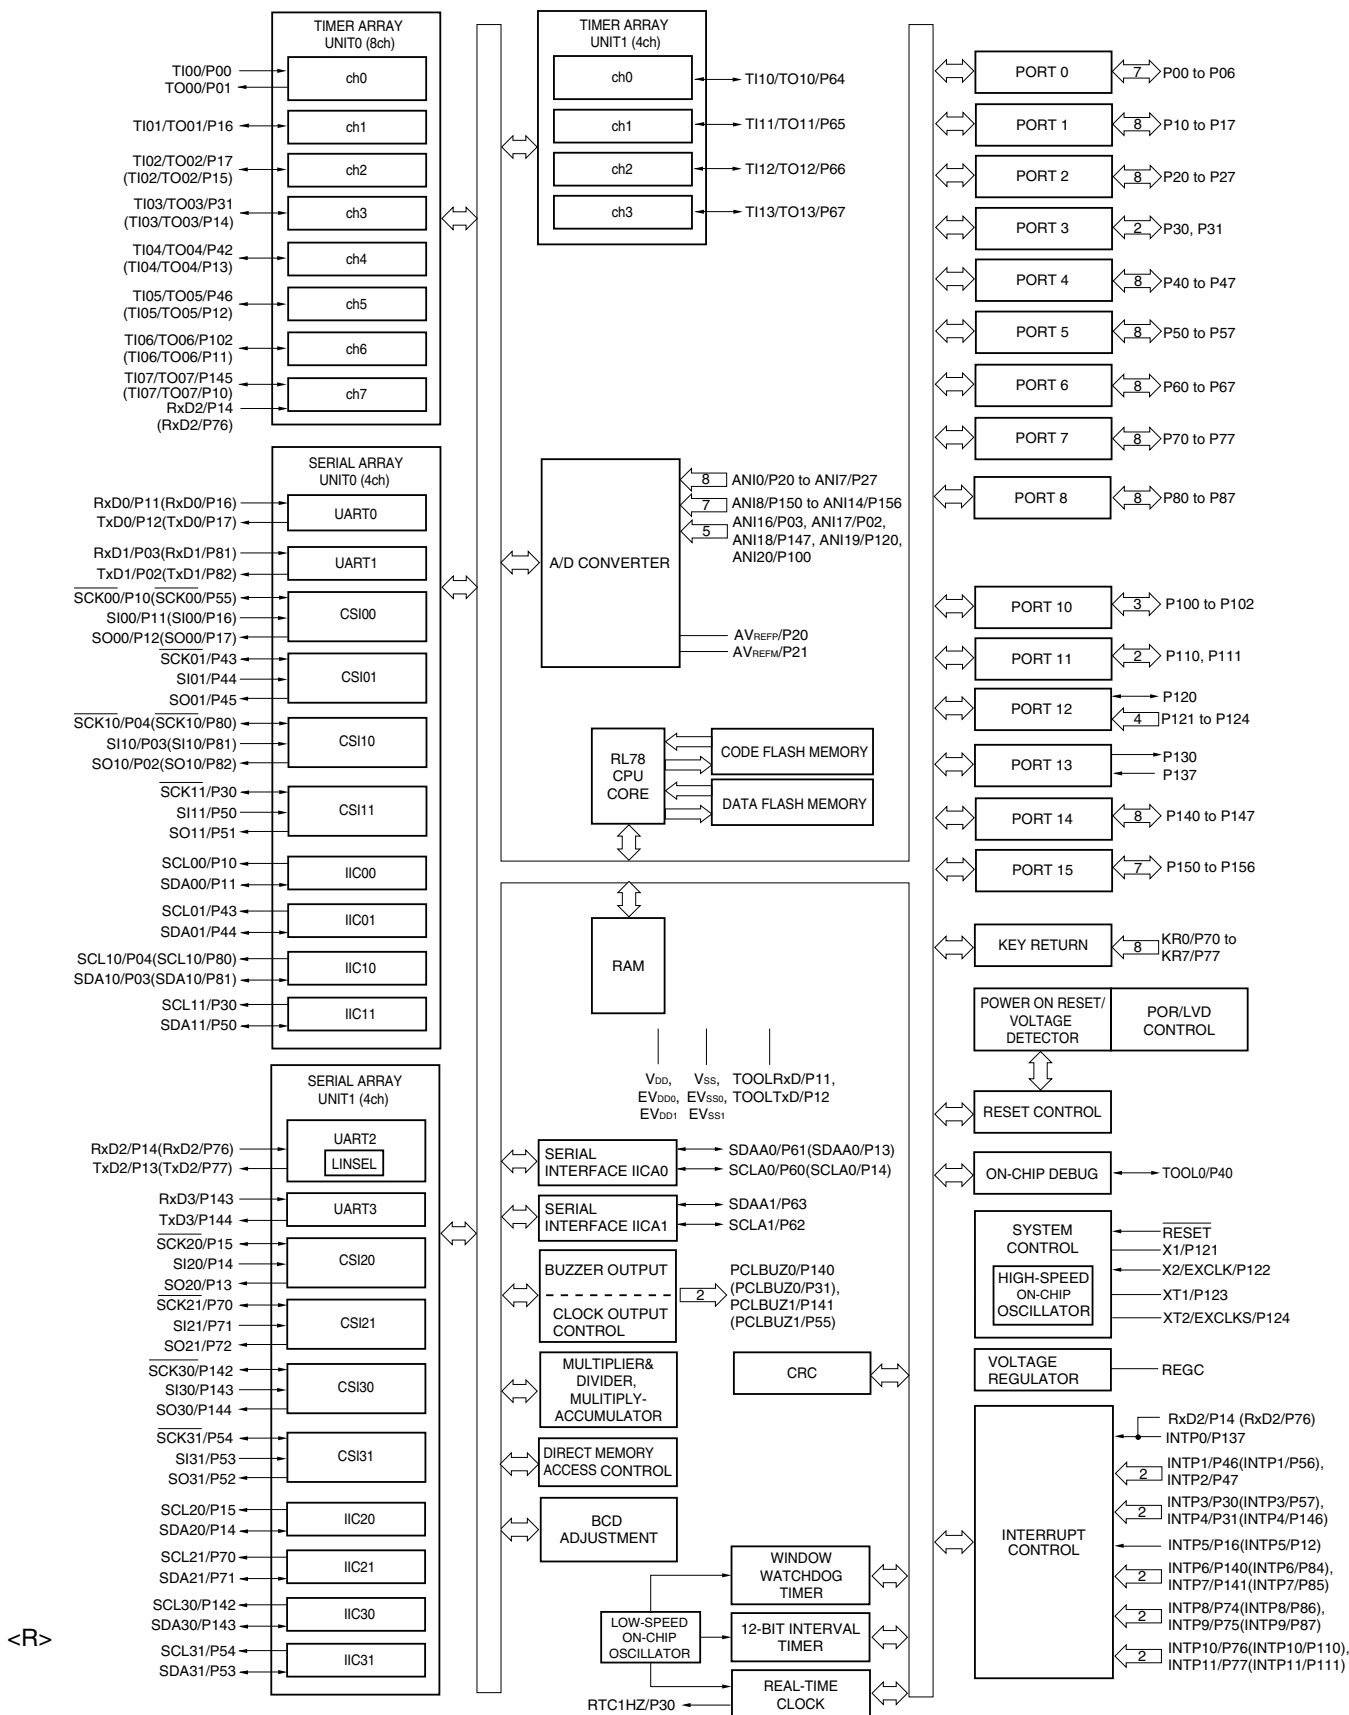 TIMER ARRAY
UNIT0 (8ch)
TI00/P00
TO00/P01
ch0
TI01/TO01/P16
ch1
TI02/TO02/P17
(TI02/TO02/P15)
ch2
TI03/TO03/P31
(TI03/TO03/P14)
ch3
TI04/TO04/P42
(TI04/TO04/P13)
ch4
TI05/TO05/P46
(TI05/TO05/P12)
ch5
TI06/TO06/P102
(TI06/TO06/P11)
ch6
TI07/TO07/P145
(TI07/TO07/P10)
RxD2/P14
(RxD2/P76)
ch7
SERIAL ARRAY
UNIT0 (4ch)
RxD0/P11(RxD0/P16)
TxD0/P12(TxD0/P17)
UART0
RxD1/P03(RxD1/P81)
TxD1/P02(TxD1/P82)
UART1
SCK00/P10(SCK00/P55)
SI00/P11(SI00/P16)
SO00/P12(SO00/P17)
CSI00
SCK01/P43
SI01/P44
SO01/P45
CSI01
SCK10/P04(SCK10/P80)
SI10/P03(SI10/P81)
SO10/P02(SO10/P82)
CSI10
SCK11/P30
SI11/P50
SO11/P51
CSI11
SCL00/P10
SDA00/P11
IIC00
SCL01/P43
SDA01/P44
IIC01
SCL10/P04(SCL10/P80)
SDA10/P03(SDA10/P81)
IIC10
SCL11/P30
SDA11/P50
IIC11
SERIAL ARRAY
UNIT1 (4ch)
RxD2/P14(RxD2/P76)
TxD2/P13(TxD2/P77)
UART2
LINSEL
RxD3/P143
TxD3/P144
UART3
SCK20/P15
SI20/P14
SO20/P13
CSI20
SCK21/P70
SI21/P71
SO21/P72
CSI21
SCK30/P142
SI30/P143
SO30/P144
CSI30
SCK31/P54
SI31/P53
SO31/P52
CSI31
SCL20/P15
SDA20/P14
IIC20
SCL21/P70
SDA21/P71
IIC21
SCL30/P142
SDA30/P143
IIC30
SCL31/P54
SDA31/P53
IIC31
<R>
TIMER ARRAY
UNIT1 (4ch)
ch0
TI10/TO10/P64
ch1
TI11/TO11/P65
ch2
TI12/TO12/P66
ch3
TI13/TO13/P67
A/D CONVERTER
8
ANI0/P20 to ANI7/P27
7
ANI8/P150 to ANI14/P156
5
ANI16/P03, ANI17/P02,
ANI18/P147, ANI19/P120,
ANI20/P100
AVREFP/P20
AVREFM/P21
RL78
CPU
CORE
CODE FLASH MEMORY
DATA FLASH MEMORY
RAM
VDD,
EVDD0,
EVDD1
VSS,
EVSS0,
EVSS1
TOOLRxD/P11,
TOOLTxD/P12
SERIAL
INTERFACE IICA0
SDAA0/P61(SDAA0/P13)
SCLA0/P60(SCLA0/P14)
SERIAL
INTERFACE IICA1
SDAA1/P63
SCLA1/P62
BUZZER OUTPUT
CLOCK OUTPUT
CONTROL
2
PCLBUZ0/P140
(PCLBUZ0/P31),
PCLBUZ1/P141
(PCLBUZ1/P55)
MULTIPLIER&
DIVIDER,
MULITIPLY-
ACCUMULATOR
CRC
DIRECT MEMORY
ACCESS CONTROL
BCD
ADJUSTMENT
LOW-SPEED
ON-CHIP
OSCILLATOR
WINDOW
WATCHDOG
TIMER
12-BIT INTERVAL
TIMER
REAL-TIME
CLOCK
RTC1HZ/P30
PORT 0
7
P00 to P06
PORT 1
8
P10 to P17
PORT 2
8
P20 to P27
PORT 3
2
P30, P31
PORT 4
8
P40 to P47
PORT 5
8
P50 to P57
PORT 6
8
P60 to P67
PORT 7
8
P70 to P77
PORT 8
8
P80 to P87
PORT 10
3
P100 to P102
PORT 11
2
P110, P111
PORT 12
P120
4
P121 to P124
PORT 13
P130
P137
PORT 14
8
P140 to P147
PORT 15
7
P150 to P156
KEY RETURN
8
KR0/P70 to
KR7/P77
POWER ON RESET/
VOLTAGE
DETECTOR
POR/LVD
CONTROL
RESET CONTROL
ON-CHIP DEBUG
TOOL0/P40
SYSTEM
CONTROL
HIGH-SPEED
ON-CHIP
OSCILLATOR
RESET
X1/P121
X2/EXCLK/P122
XT1/P123
XT2/EXCLKS/P124
VOLTAGE
REGULATOR
REGC
INTERRUPT
CONTROL
RxD2/P14 (RxD2/P76)
INTP0/P137
2
INTP1/P46(INTP1/P56),
INTP2/P47
2
INTP3/P30(INTP3/P57),
INTP4/P31(INTP4/P146)
INTP5/P16(INTP5/P12)
2
INTP6/P140(INTP6/P84),
INTP7/P141(INTP7/P85)
2
INTP8/P74(INTP8/P86),
INTP9/P75(INTP9/P87)
2
INTP10/P76(INTP10/P110),
INTP11/P77(INTP11/P111)